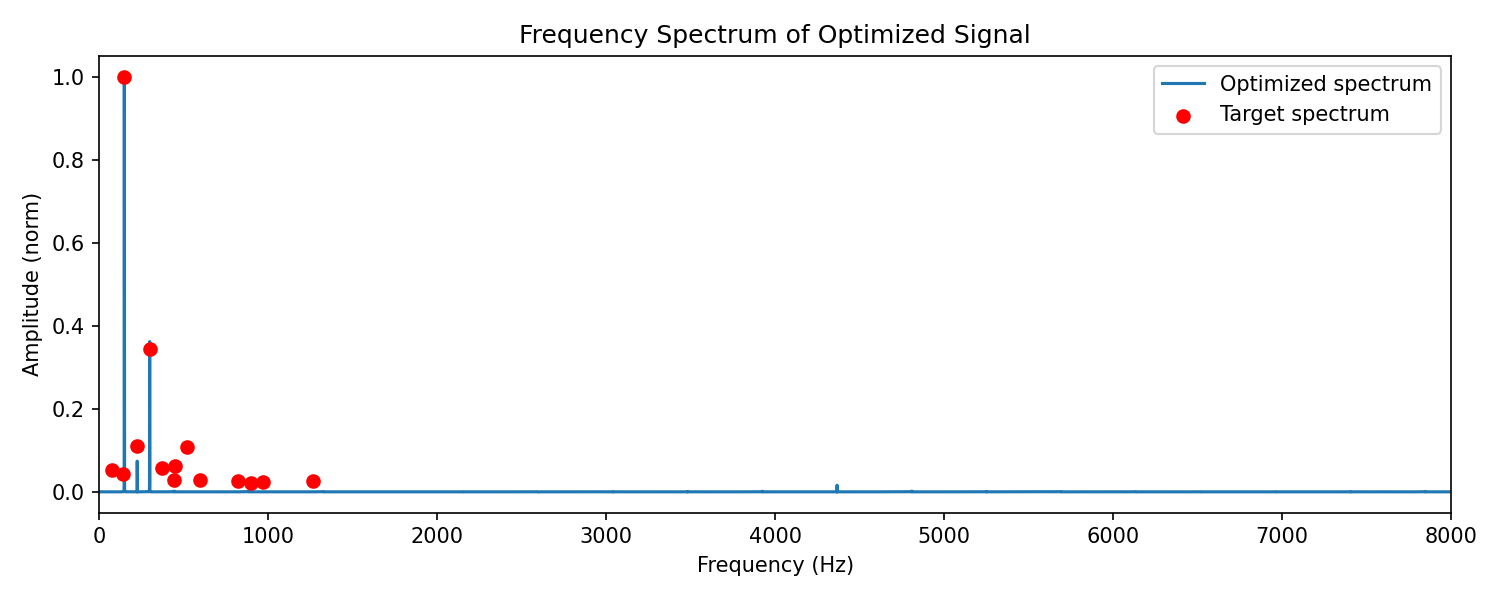 Frequency Spectrum of Optimized Signal
Optimized spectrum
Target spectrum
Amplitude (norm)
1.0
0.8
0.6
0.4
0.2
0.0
0 1000 2000 3000 4000 5000 6000 7000 8000
Frequency (Hz)